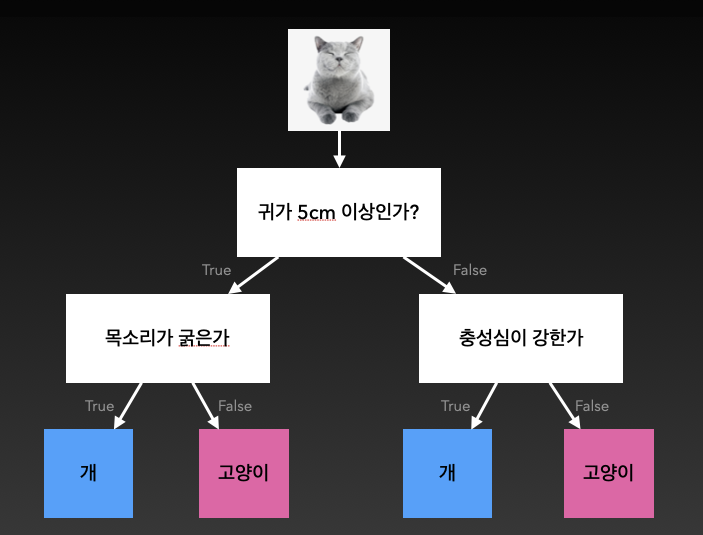 귀가 5cm 이상인가?
True
False
목소리가 굵은가
충성심이 강한가
True
False
True
False
개
고양이
개
고양이